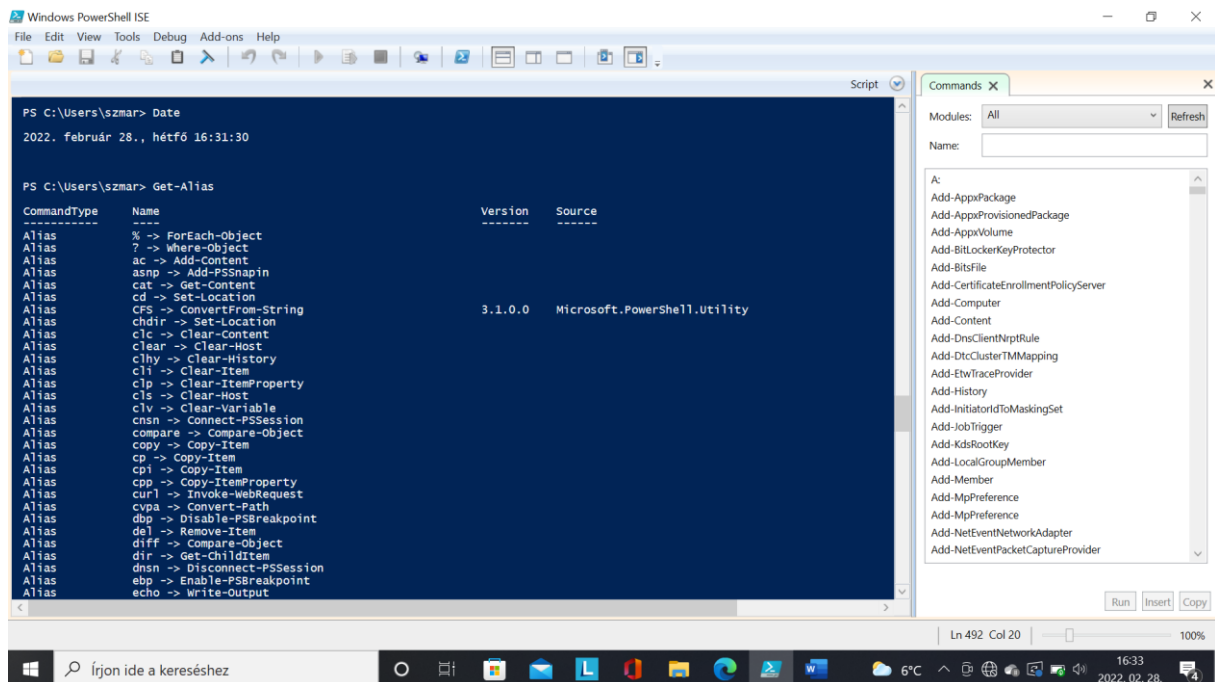 Windows PowerShell ISE
File Edit View Tools Debug Add-ons Help
Script
PS C:\Users\szmar> Date
2022. február 28., hétfő 16:31:30
PS C:\Users\szmar> Get-Alias
CommandType Name Version Source
----------- ---- ------- ------
Alias % -> ForEach-Object
Alias ? -> Where-Object
Alias ac -> Add-Content
Alias asnp -> Add-PSSnapin
Alias cat -> Get-Content
Alias cd -> Set-Location
Alias CFS -> ConvertFrom-String 3.1.0.0 Microsoft.PowerShell.Utility
Alias chdir -> Set-Location
Alias clc -> Clear-Content
Alias clear -> Clear-Host
Alias clhy -> Clear-History
Alias cli -> Clear-Item
Alias clp -> Clear-ItemProperty
Alias cls -> Clear-Host
Alias clv -> Clear-Variable
Alias cnsn -> Connect-PSSession
Alias compare -> Compare-Object
Alias copy -> Copy-Item
Alias cp -> Copy-Item
Alias cpi -> Copy-Item
Alias cpp -> Copy-ItemProperty
Alias curl -> Invoke-WebRequest
Alias cvpa -> Convert-Path
Alias dbp -> Disable-PSBreakpoint
Alias del -> Remove-Item
Alias diff -> Compare-Object
Alias dir -> Get-ChildItem
Alias dnsn -> Disconnect-PSSession
Alias ebp -> Enable-PSBreakpoint
Alias echo -> Write-Output
Commands
Modules: All Refresh
Name:
A:
Add-AppxPackage
Add-AppxProvisionedPackage
Add-AppxVolume
Add-BitLockerKeyProtector
Add-BitsFile
Add-CertificateEnrollmentPolicyServer
Add-Computer
Add-Content
Add-DnsClientNrptRule
Add-DtcClusterTMMapping
Add-EtwTraceProvider
Add-History
Add-InitiatorIdToMaskingSet
Add-JobTrigger
Add-KdsRootKey
Add-LocalGroupMember
Add-Member
Add-MpPreference
Add-MpPreference
Add-NetEventNetworkAdapter
Add-NetEventPacketCaptureProvider
Run Insert Copy
Ln 492 Col 20 100%
Írjon ide a kereséshez
L
W
6°C
16:33
2022. 02. 28.
4